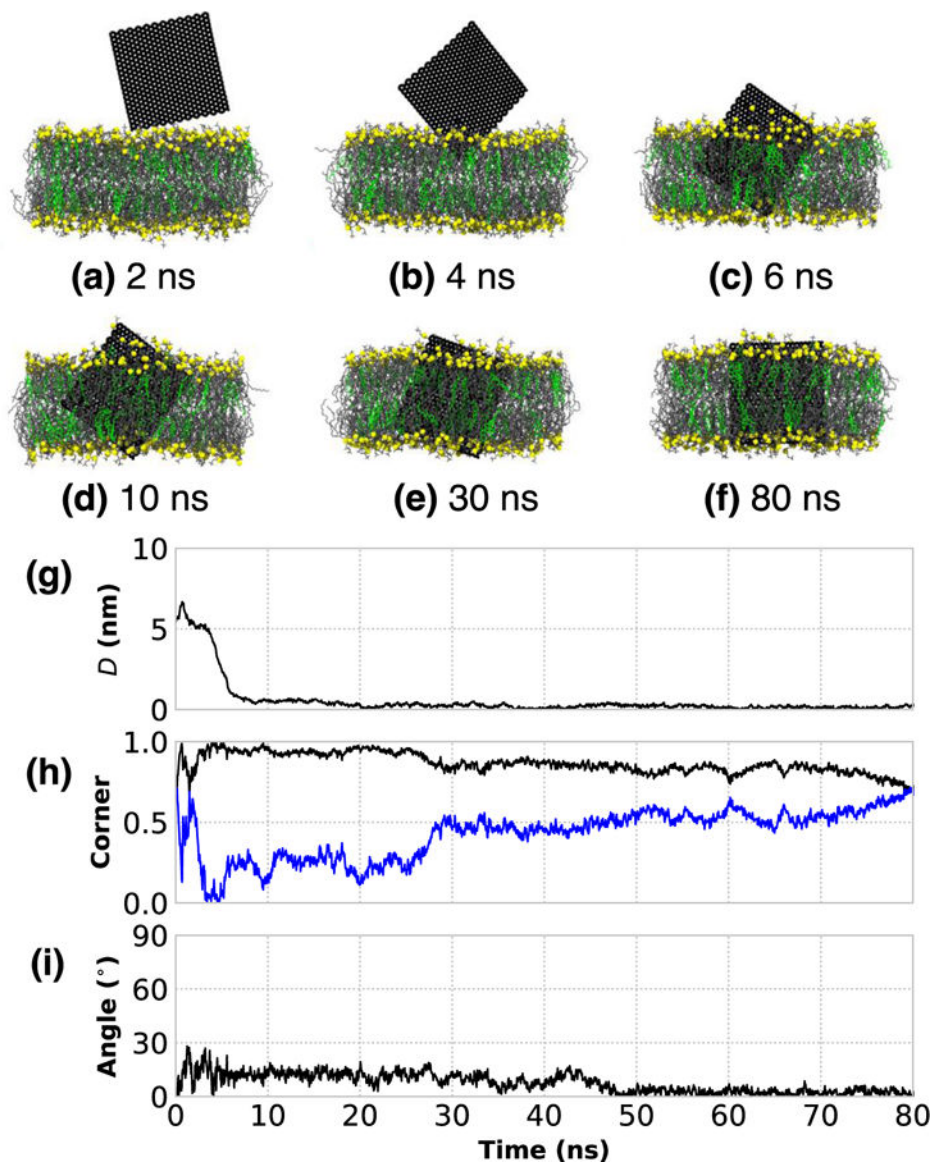 (a) 2 ns (b) 4 ns (c) 6 ns
(d) 10 ns (e) 30 ns (f) 80 ns
(g)
D (nm)
10
5
0
(h)
Corner
1.0
0.5
0.0
(i)
Angle (°)
90
60
30
0
0 10 20 30 40 50 60 70 80
Time (ns)